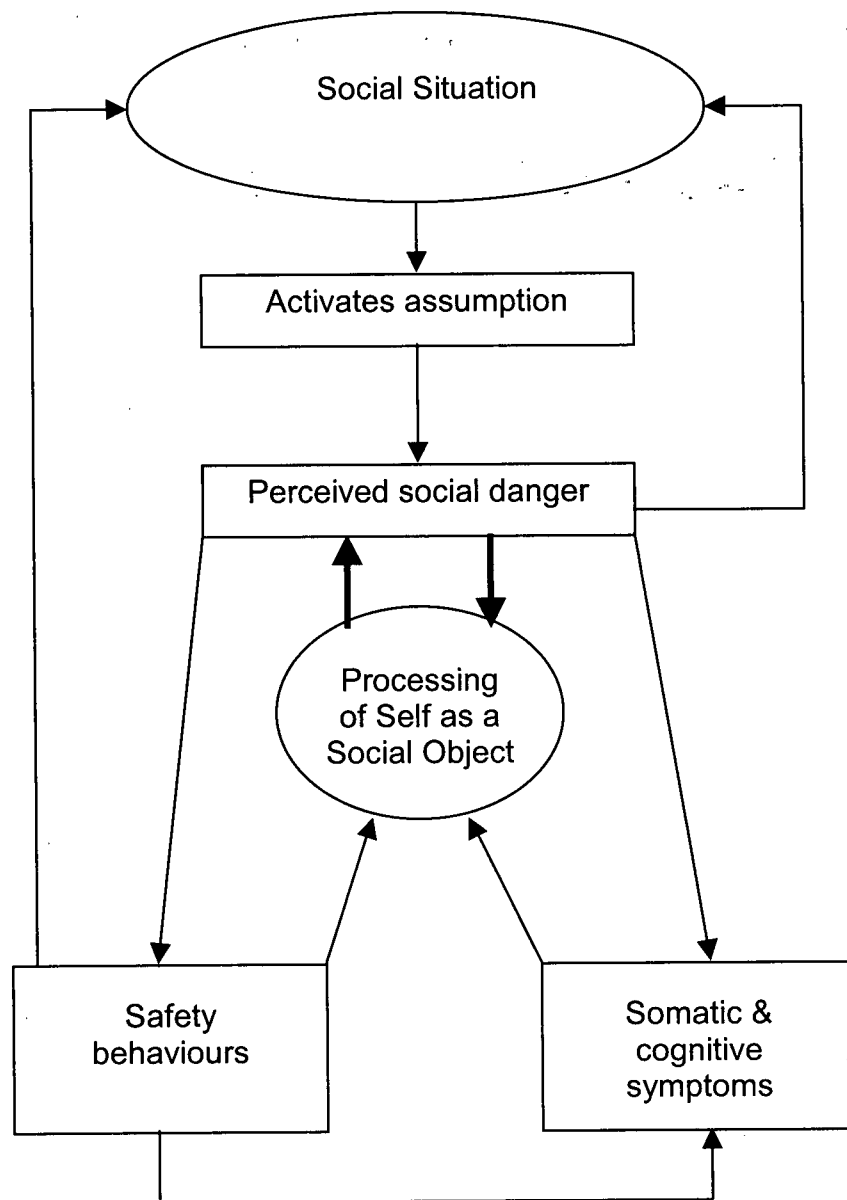 Social Situation
Activates assumption
Perceived social danger
Processing
of Self as a
Social Object
Safety
behaviours
Somatic &
cognitive
symptoms